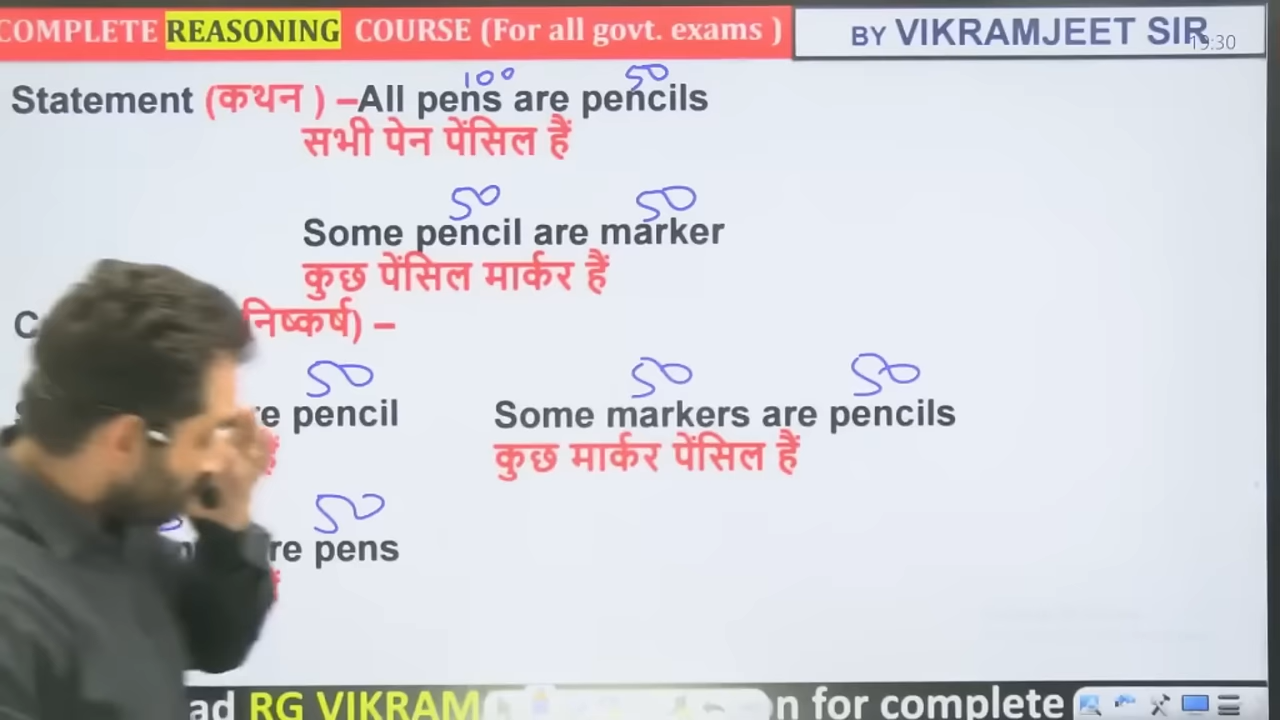 COMPLETE REASONING COURSE (For all govt. exams )
BY VIKRAMJEET SIR
19:30
100 50
Statement (कथन ) –All pens are pencils
सभी पेन पेंसिल हैं
50 50
Some pencil are marker
कुछ पेंसिल मार्कर हैं
निष्कर्ष) –
50 50 50
pencil Some markers are pencils
कुछ मार्कर पेंसिल हैं
50
pens
RG VIKRAM for complete